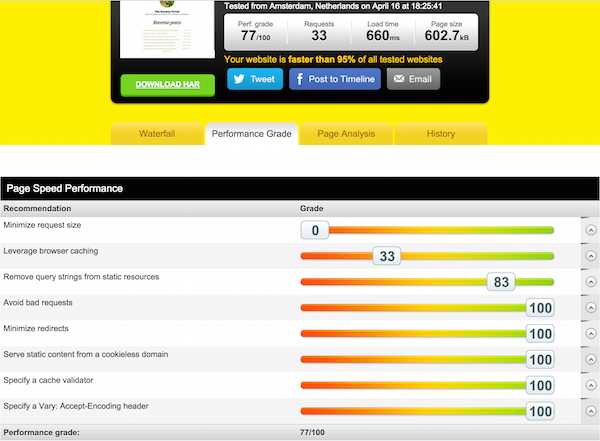 Recente posts
Tested from Amsterdam, Netherlands on April 16 at 18:25:41
Perf. grade Requests Load time Page size
77/100 33 660ms 602.7kB
Your website is faster than 95% of all tested websites
DOWNLOAD HAR Tweet Post to Timeline Email
Waterfall Performance Grade Page Analysis History
Page Speed Performance
Recommendation Grade
Minimize request size 0
Leverage browser caching 33
Remove query strings from static resources 83
Avoid bad requests 100
Minimize redirects 100
Serve static content from a cookieless domain 100
Specify a cache validator 100
Specify a Vary: Accept-Encoding header 100
Performance grade: 77/100